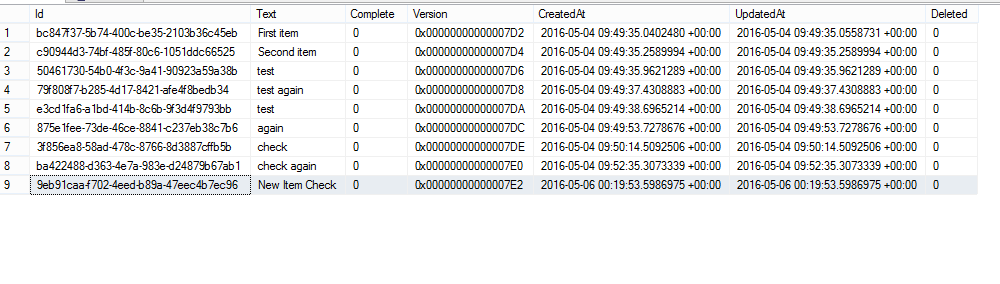 Id Text Complete Version CreatedAt UpdatedAt Deleted
1 bc847f37-5b74-400c-be35-2103b36c45eb First item 0 0x00000000000007D2 2016-05-04 09:49:35.0402480 +00:00 2016-05-04 09:49:35.0558731 +00:00 0
2 c90944d3-74bf-485f-80c6-1051ddc66525 Second item 0 0x00000000000007D4 2016-05-04 09:49:35.2589994 +00:00 2016-05-04 09:49:35.2589994 +00:00 0
3 50461730-54b0-4f3c-9a41-90923a59a38b test 0 0x00000000000007D6 2016-05-04 09:49:35.9621289 +00:00 2016-05-04 09:49:35.9621289 +00:00 0
4 79f808f7-b285-4d17-8421-afe4f8bedb34 test again 0 0x00000000000007D8 2016-05-04 09:49:37.4308883 +00:00 2016-05-04 09:49:37.4308883 +00:00 0
5 e3cd1fa6-a1bd-414b-8c6b-9f3d4f9793bb test 0 0x00000000000007DA 2016-05-04 09:49:38.6965214 +00:00 2016-05-04 09:49:38.6965214 +00:00 0
6 875e1fee-73de-46ce-8841-c237eb38c7b6 again 0 0x00000000000007DC 2016-05-04 09:49:53.7278676 +00:00 2016-05-04 09:49:53.7278676 +00:00 0
7 3f856ea8-58ad-478c-8766-8d3887cffb5b check 0 0x00000000000007DE 2016-05-04 09:50:14.5092506 +00:00 2016-05-04 09:50:14.5092506 +00:00 0
8 ba422488-d363-4e7a-983e-d24879b67ab1 check again 0 0x00000000000007E0 2016-05-04 09:52:35.3073339 +00:00 2016-05-04 09:52:35.3073339 +00:00 0
9 9eb91caa-f702-4eed-b89a-47eec4b7ec96 New Item Check 0 0x00000000000007E2 2016-05-06 00:19:53.5986975 +00:00 2016-05-06 00:19:53.5986975 +00:00 0